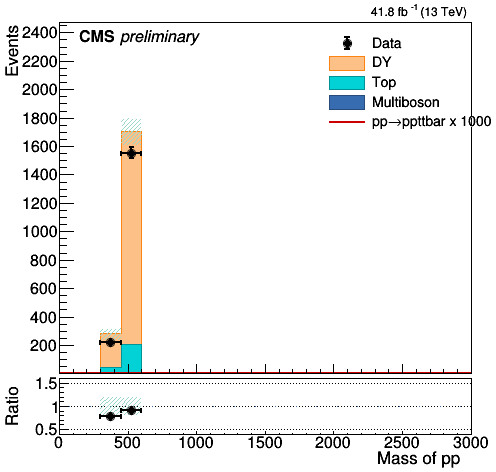 41.8 fb⁻¹ (13 TeV)
CMS preliminary
Events
2400
2200
2000
1800
1600
1400
1200
1000
800
600
400
200
Data
DY
Top
Multiboson
pp→ppttbar x 1000
Ratio
1.5
1
0.5
0 500 1000 1500 2000 2500 3000
Mass of pp